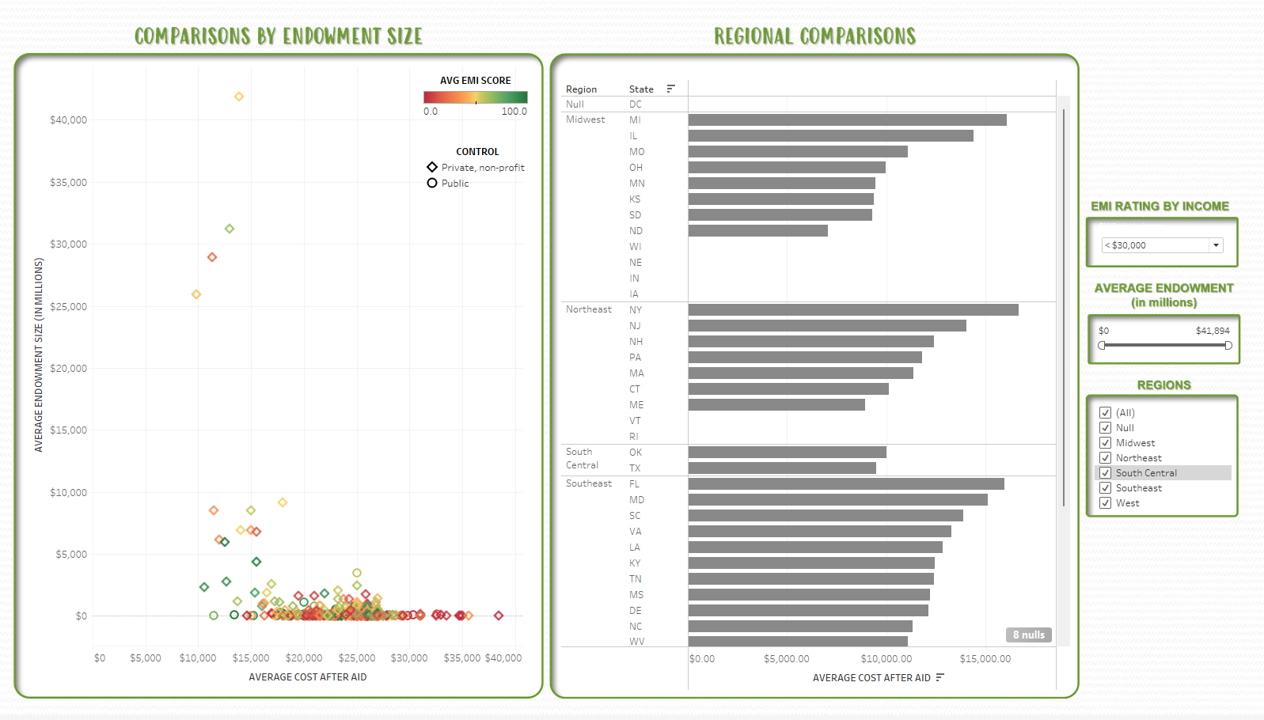 COMPARISONS BY ENDOWMENT SIZE
AVG EMI SCORE
0.0 100.0
CONTROL
Private, non-profit
Public
AVERAGE ENDOWMENT SIZE (IN MILLIONS)
$40,000
$35,000
$30,000
$25,000
$20,000
$15,000
$10,000
$5,000
$0
$0 $5,000 $10,000 $15,000 $20,000 $25,000 $30,000 $35,000 $40,000
AVERAGE COST AFTER AID
REGIONAL COMPARISONS
Region State
Null DC
Midwest MI
IL
MO
OH
MN
KS
SD
ND
WI
NE
IN
IA
Northeast NY
NJ
NH
PA
MA
CT
ME
VT
RI
South OK
Central TX
Southeast FL
MD
SC
VA
LA
KY
TN
MS
DE
NC
WV
8 nulls
$0.00 $5,000.00 $10,000.00 $15,000.00
AVERAGE COST AFTER AID
EMI RATING BY INCOME
< $30,000
AVERAGE ENDOWMENT
(in millions)
$0 $41,894
REGIONS
(All)
Null
Midwest
Northeast
South Central
Southeast
West